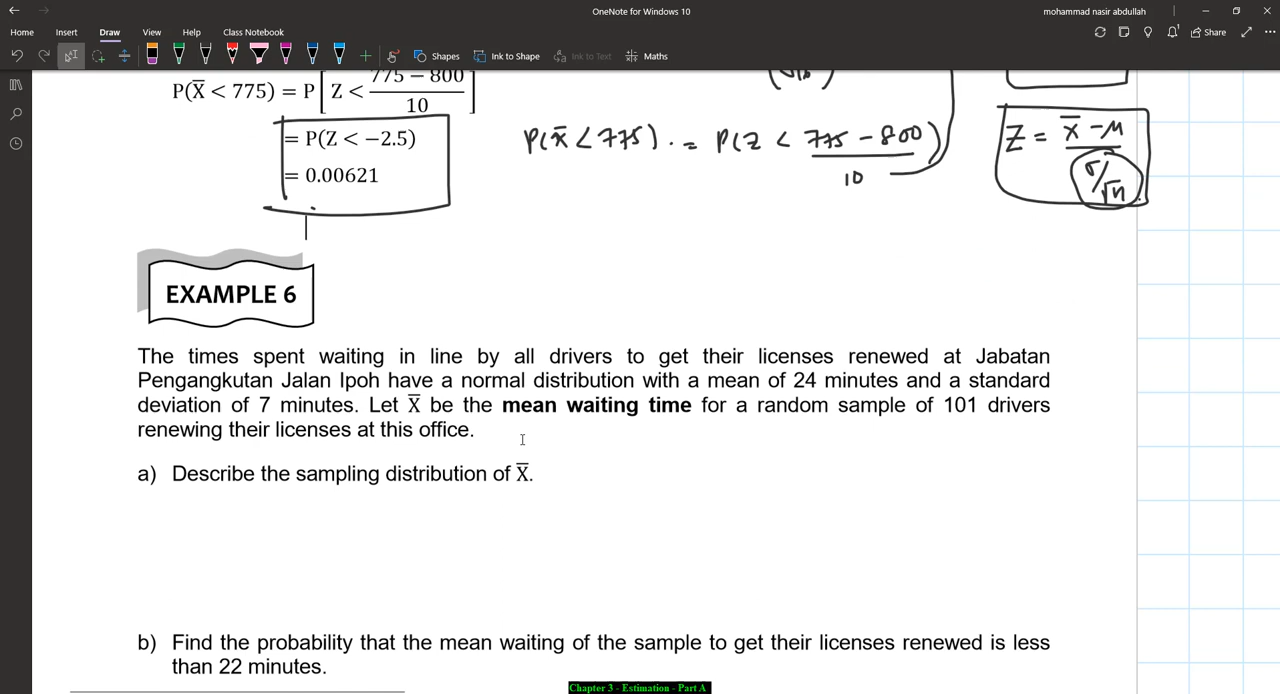 OneNote for Windows 10
mohammad nasir abdullah
Home Insert Draw View Help Class Notebook
Share
Shapes Ink to Shape Ink to Text Maths
P(X̅ < 775) = P[Z < 775 − 800 / 10]
= P(Z < −2.5)
= 0.00621
P(x̄ < 775) . = P(Z < 775 − 800 / 10)
Z = x̄ − μ / σ/√n
EXAMPLE 6
The times spent waiting in line by all drivers to get their licenses renewed at Jabatan
Pengangkutan Jalan Ipoh have a normal distribution with a mean of 24 minutes and a standard
deviation of 7 minutes. Let X̅ be the mean waiting time for a random sample of 101 drivers
renewing their licenses at this office.
a) Describe the sampling distribution of X̅.
b) Find the probability that the mean waiting of the sample to get their licenses renewed is less
than 22 minutes.
Chapter 3 - Estimation - Part A